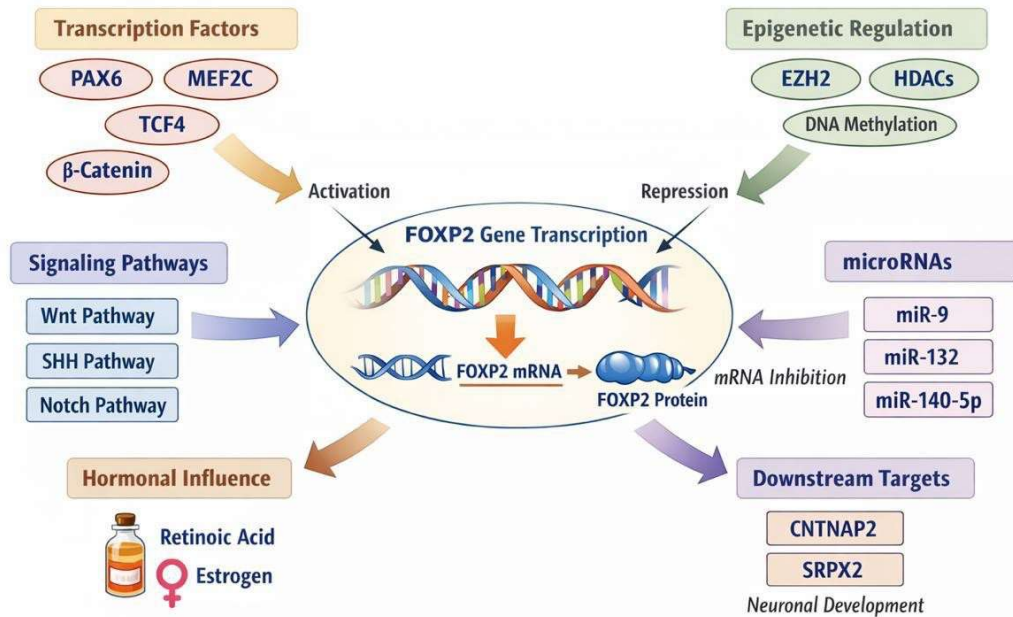 Transcription Factors
PAX6
MEF2C
TCF4
β-Catenin
Activation
Epigenetic Regulation
EZH2
HDACs
DNA Methylation
Repression
FOXP2 Gene Transcription
FOXP2 mRNA
FOXP2 Protein
Signaling Pathways
Wnt Pathway
SHH Pathway
Notch Pathway
microRNAs
miR-9
miR-132
miR-140-5p
mRNA Inhibition
Hormonal Influence
Retinoic Acid
Estrogen
Downstream Targets
CNTNAP2
SRPX2
Neuronal Development